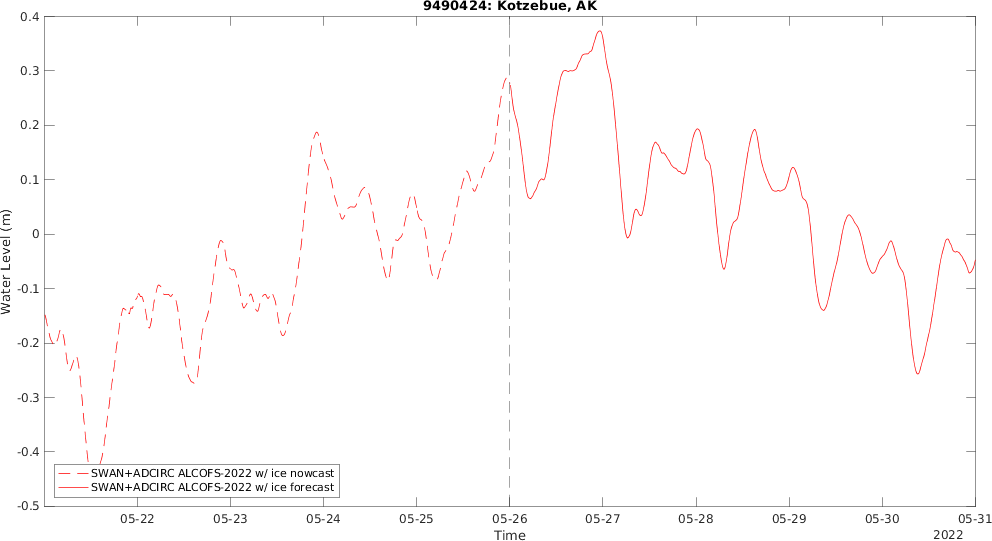 9490424: Kotzebue, AK
0.4
0.3
0.2
0.1
0
-0.1
-0.2
-0.3
-0.4
-0.5
Water Level (m)
SWAN+ADCIRC ALCOFS-2022 w/ ice nowcast
SWAN+ADCIRC ALCOFS-2022 w/ ice forecast
05-22 05-23 05-24 05-25 05-26 05-27 05-28 05-29 05-30 05-31
Time
2022